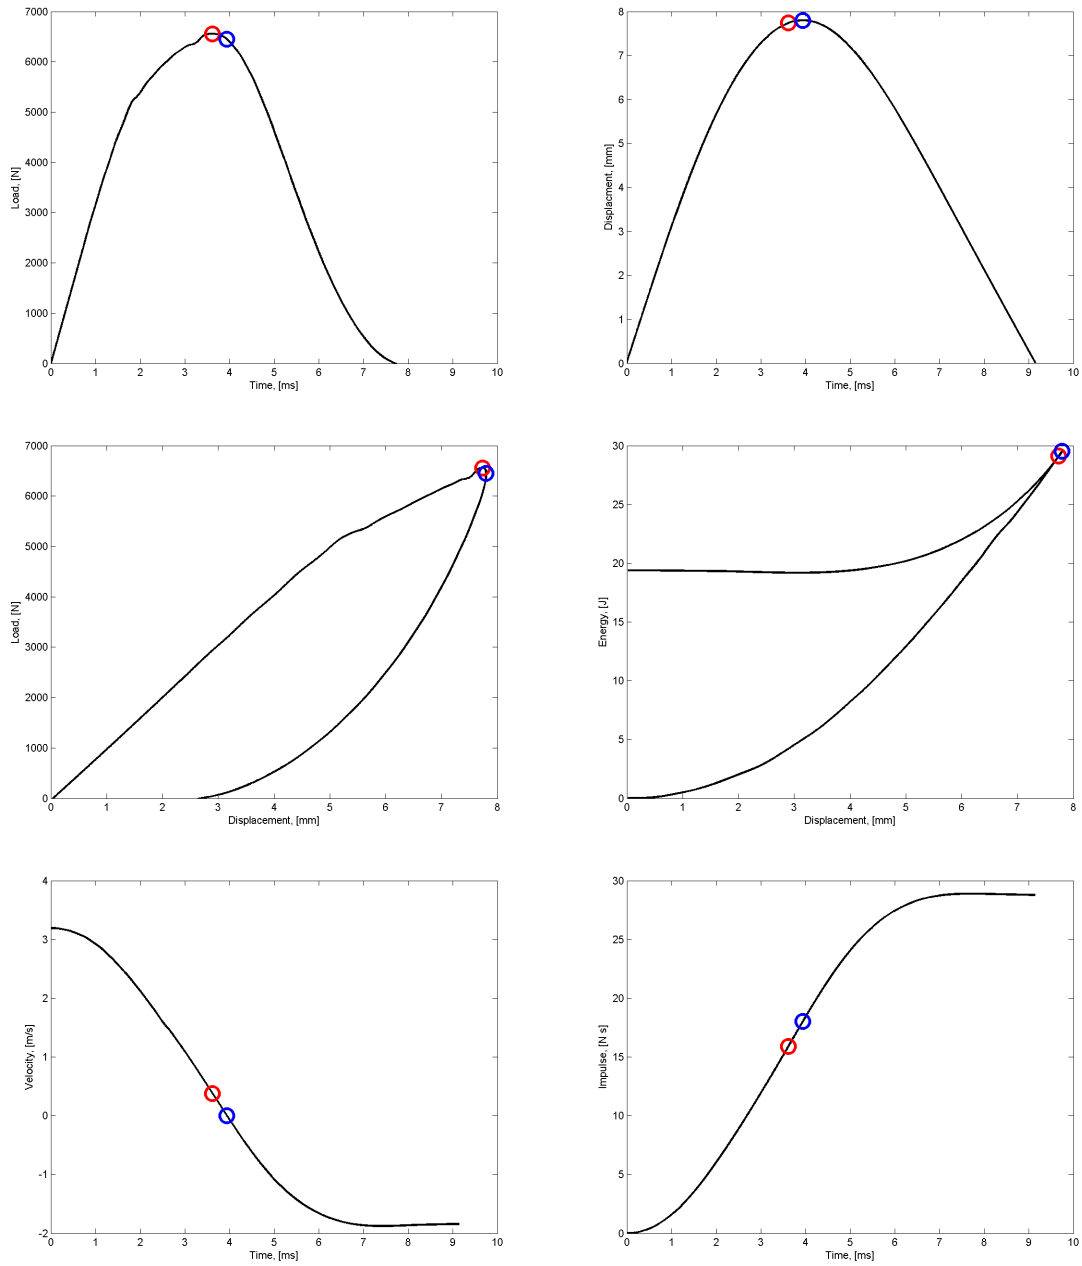 7000
6000
5000
4000
3000
2000
1000
0
Load, [N]
0 1 2 3 4 5 6 7 8 9 10
Time, [ms]
8
7
6
5
4
3
2
1
0
Displacment, [mm]
0 1 2 3 4 5 6 7 8 9 10
Time, [ms]
7000
6000
5000
4000
3000
2000
1000
0
Load, [N]
0 1 2 3 4 5 6 7 8
Displacement, [mm]
30
25
20
15
10
5
0
Energy, [J]
0 1 2 3 4 5 6 7 8
Displacement, [mm]
4
3
2
1
0
-1
-2
Velocity, [m/s]
0 1 2 3 4 5 6 7 8 9 10
Time, [ms]
30
25
20
15
10
5
0
Impulse, [N s]
0 1 2 3 4 5 6 7 8 9 10
Time, [ms]